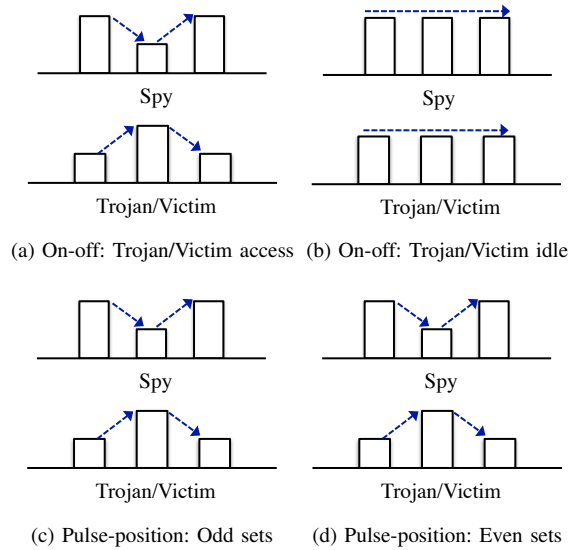 Spy
Spy
Trojan/Victim
Trojan/Victim
(a) On-off: Trojan/Victim access
(b) On-off: Trojan/Victim idle
Spy
Spy
Trojan/Victim
Trojan/Victim
(c) Pulse-position: Odd sets
(d) Pulse-position: Even sets